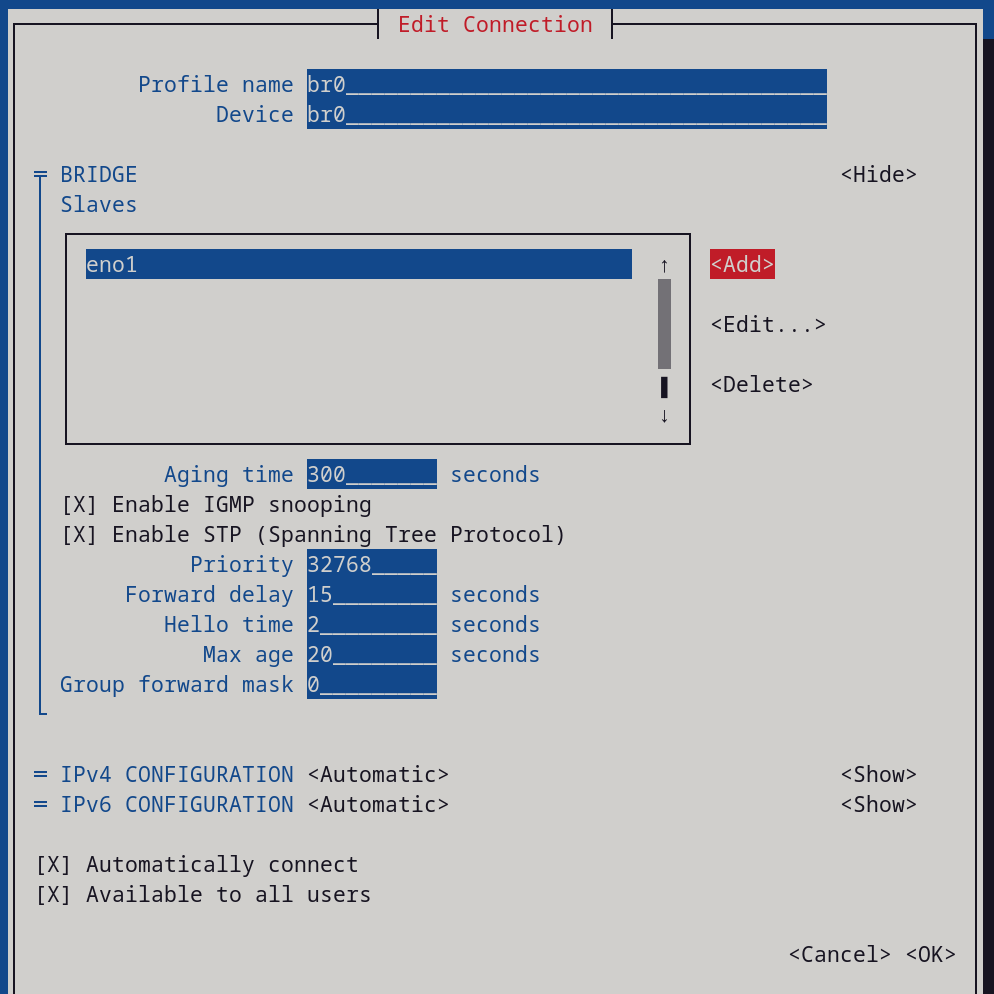 Edit Connection
Profile name br0
Device br0
BRIDGE <Hide>
Slaves
eno1 ↑ <Add>
<Edit...>
<Delete>
↓
Aging time 300 seconds
[X] Enable IGMP snooping
[X] Enable STP (Spanning Tree Protocol)
Priority 32768
Forward delay 15 seconds
Hello time 2 seconds
Max age 20 seconds
Group forward mask 0
= IPv4 CONFIGURATION <Automatic> <Show>
= IPv6 CONFIGURATION <Automatic> <Show>
[X] Automatically connect
[X] Available to all users
<Cancel> <OK>